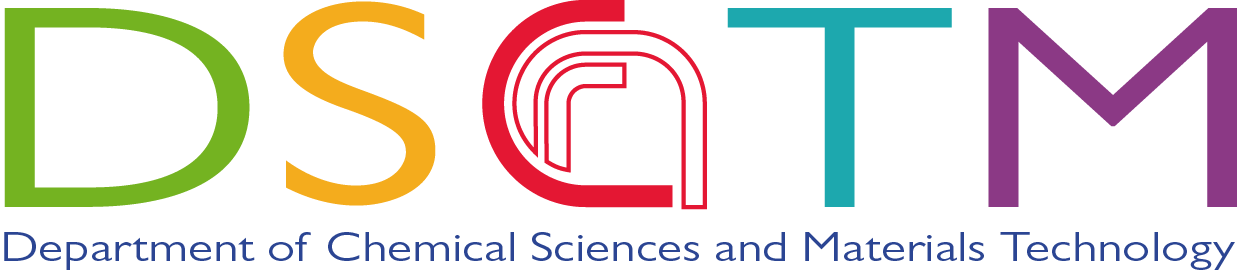 DSCTM
Department of Chemical Sciences and Materials Technology